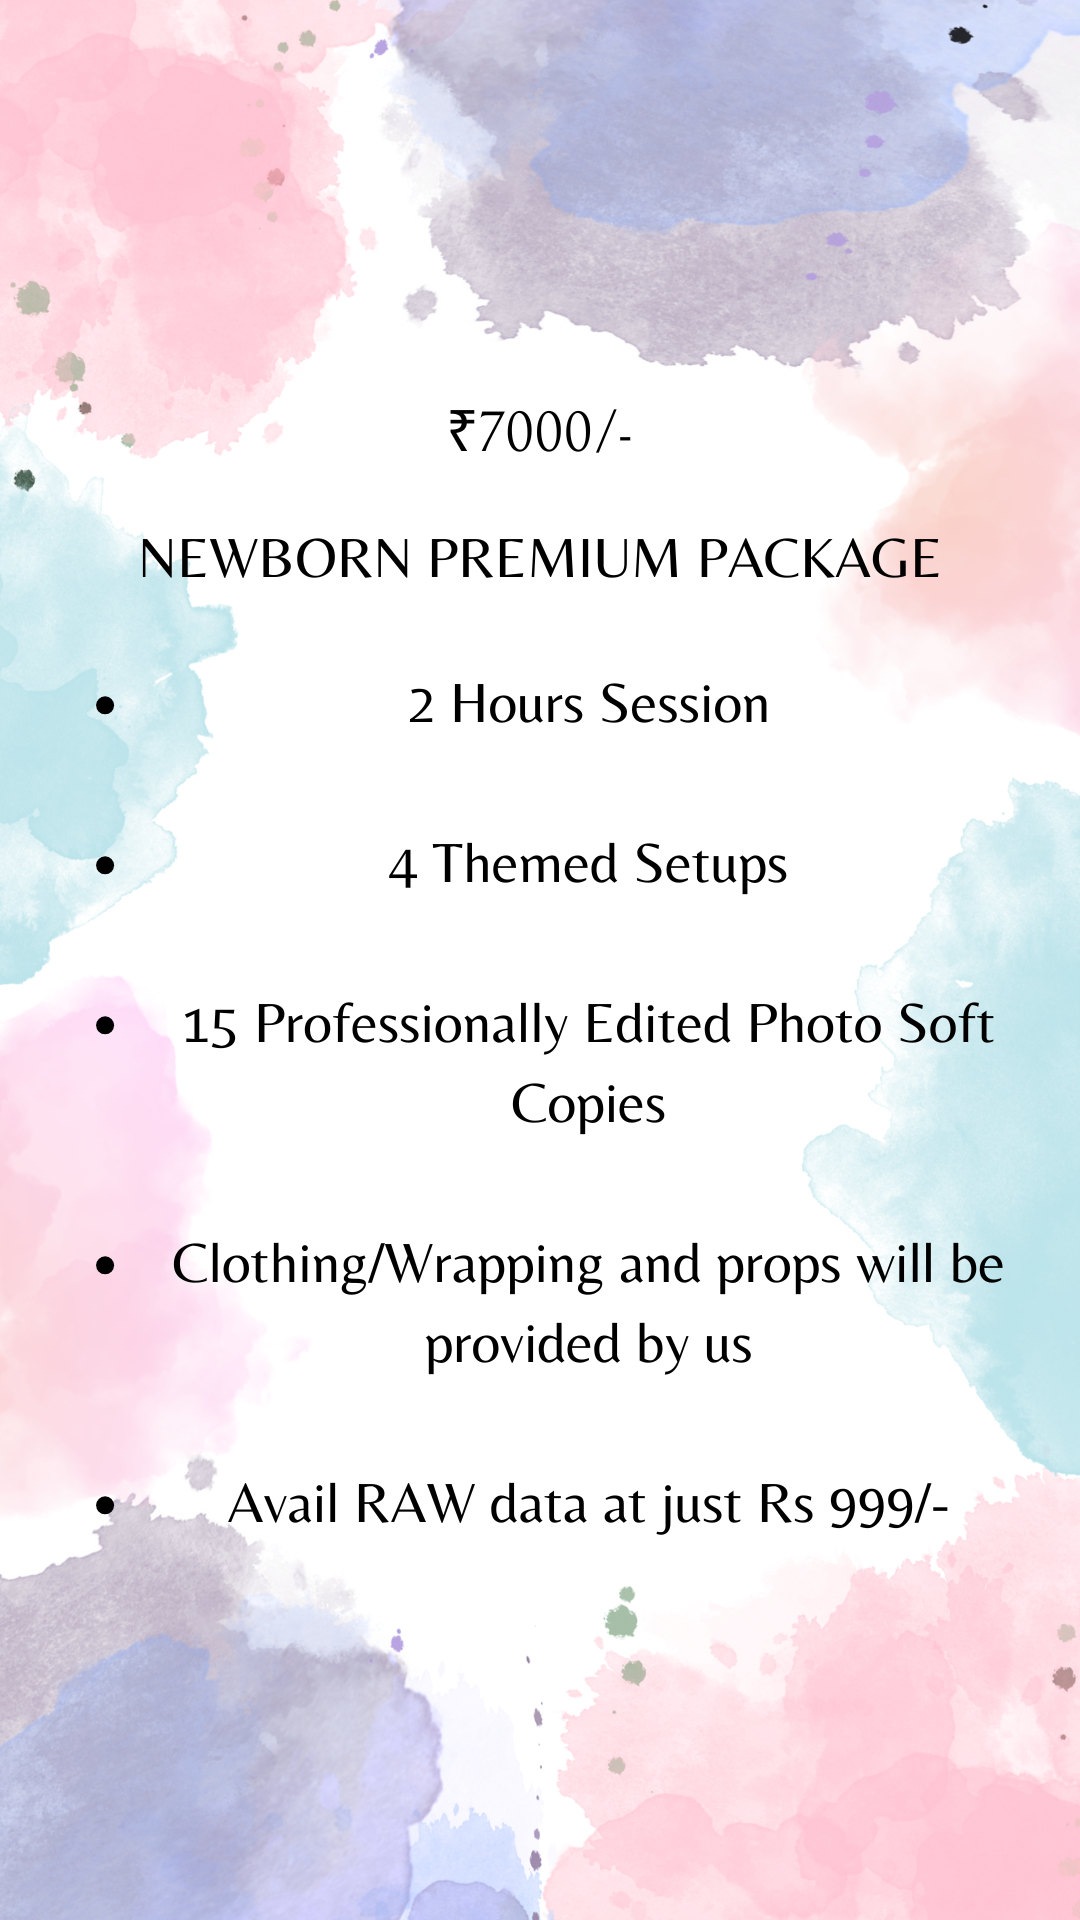 ₹7000/-
NEWBORN PREMIUM PACKAGE
• 2 Hours Session
• 4 Themed Setups
• 15 Professionally Edited Photo Soft
Copies
• Clothing/Wrapping and props will be
provided by us
• Avail RAW data at just Rs 999/-